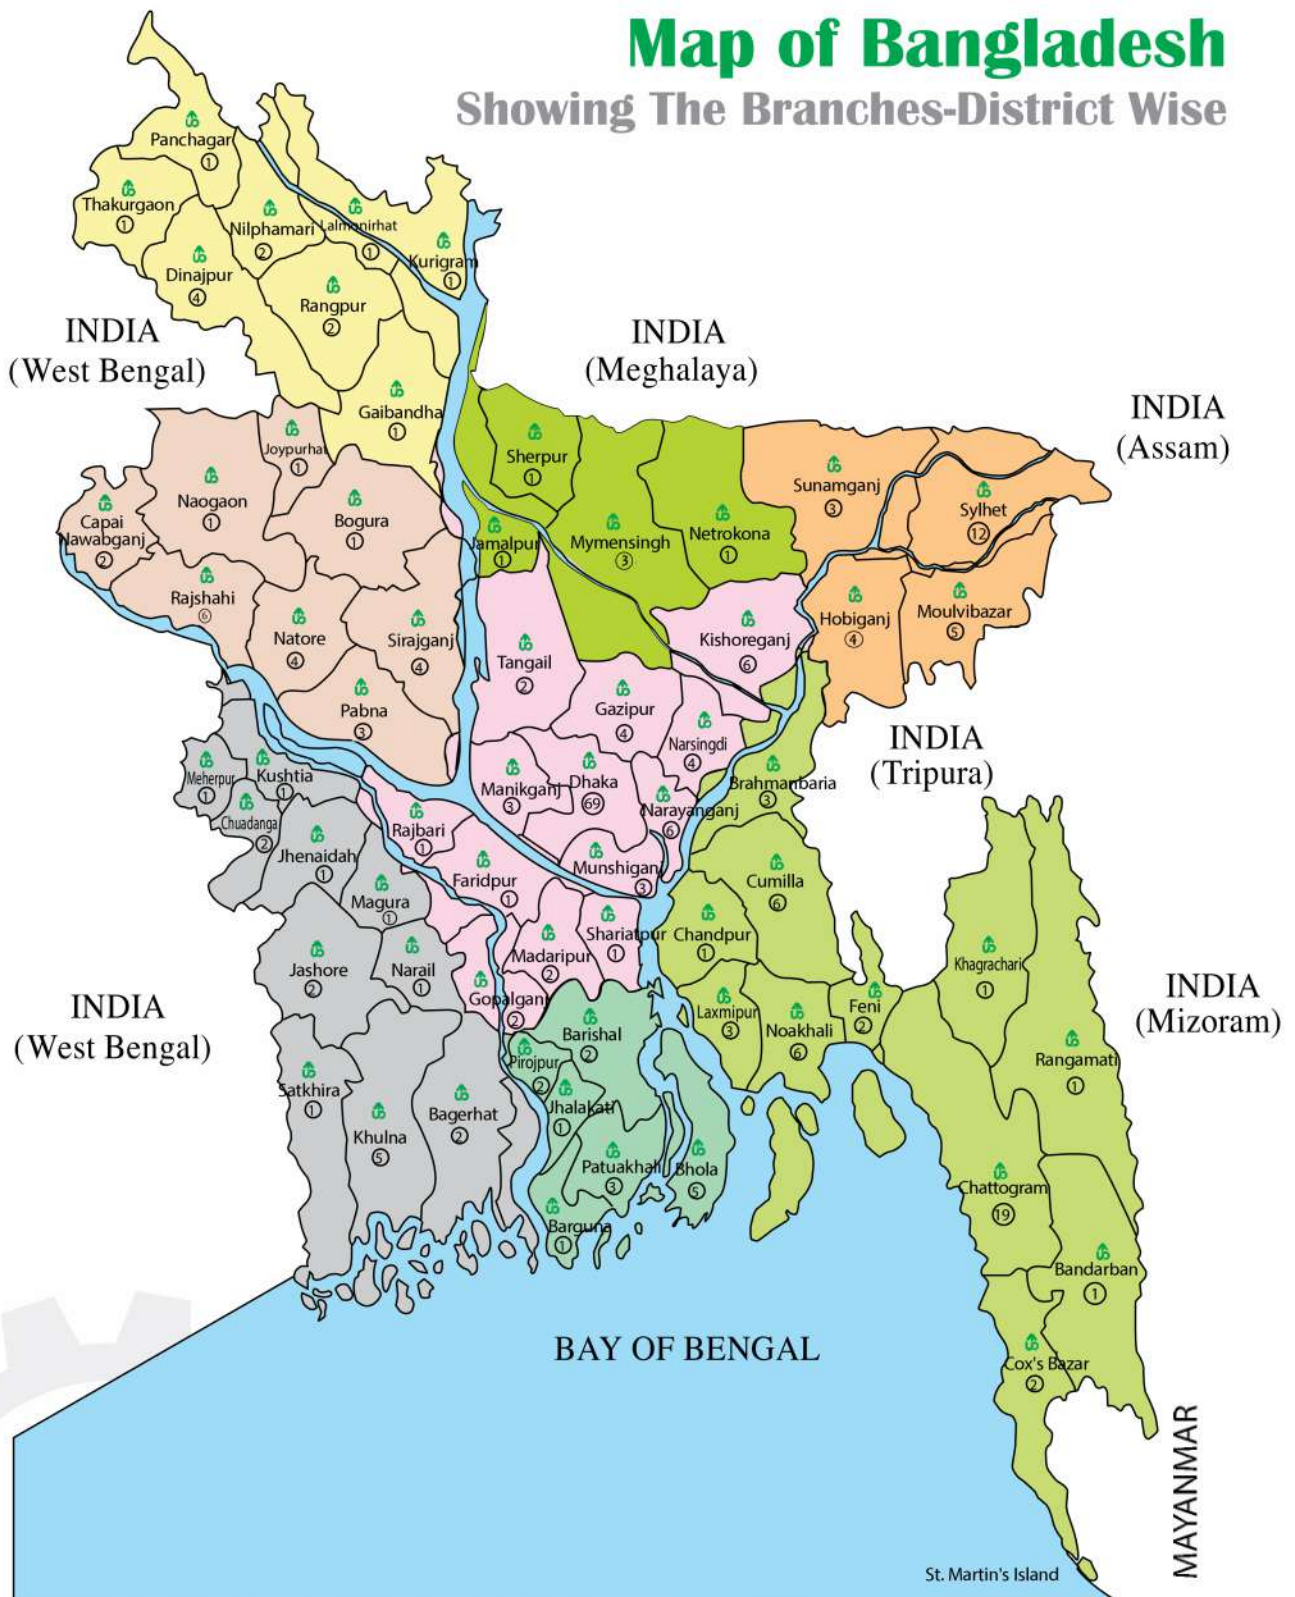 Map of Bangladesh
Showing The Branches-District Wise
Panchagar
1
Thakurgaon
1
Nilphamari
2
Lalmonirhat
1
Kurigram
1
Dinajpur
4
Rangpur
2
Gaibandha
1
INDIA
(West Bengal)
INDIA
(Meghalaya)
INDIA
(Assam)
Joypurhat
1
Naogaon
1
Capai
Nawabganj
2
Bogura
1
Rajshahi
6
Natore
4
Sirajganj
4
Pabna
3
Sherpur
1
Jamalpur
1
Mymensingh
3
Netrokona
1
Sunamganj
3
Sylhet
12
Hobiganj
4
Moulvibazar
5
Kishoreganj
6
Tangail
2
Gazipur
4
Narsingdi
4
Manikganj
3
Dhaka
69
Narayanganj
6
Munshiganj
3
Rajbari
1
Faridpur
1
Shariatpur
1
Madaripur
2
Gopalganj
2
INDIA
(Tripura)
Meherpur
1
Kushtia
1
Chuadanga
2
Jhenaidah
1
Magura
1
Jashore
2
Narail
1
Satkhira
1
Khulna
5
Bagerhat
2
INDIA
(West Bengal)
Brahmanbaria
3
Cumilla
6
Chandpur
1
Laxmipur
3
Noakhali
6
Feni
2
Khagrachari
1
Rangamati
1
Chattogram
19
Bandarban
1
Cox's Bazar
2
INDIA
(Mizoram)
Barishal
2
Pirojpur
2
Jhalakati
1
Patuakhali
3
Bhola
5
Barguna
1
BAY OF BENGAL
MAYANMAR
St. Martin's Island